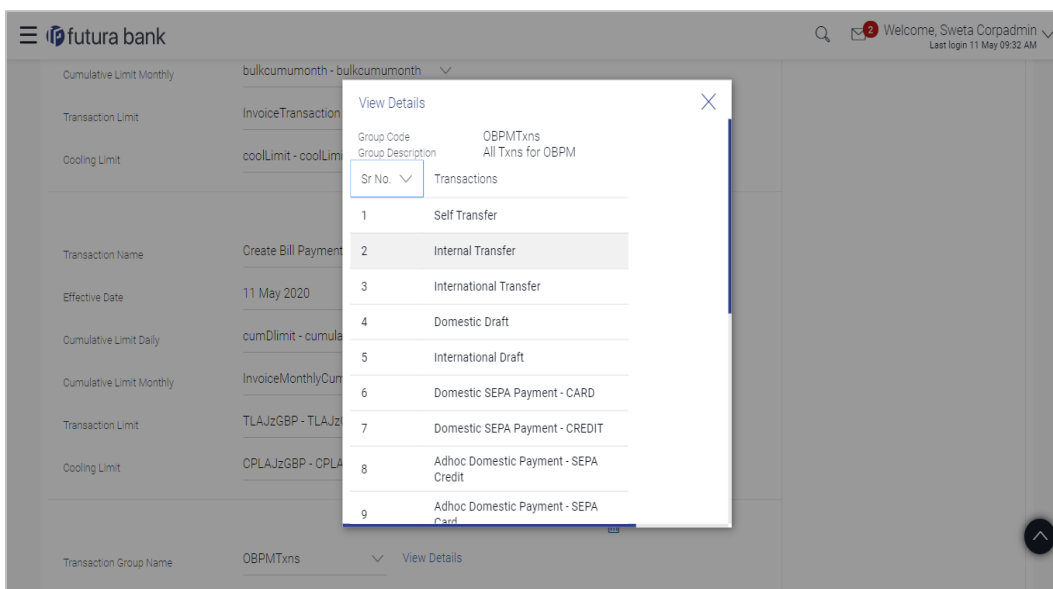 futura bank
2
Welcome, Sweta Corpadmin
Last login 11 May 09:32 AM
Cumulative Limit Monthly
bulkcumumonth - bulkcumumonth
Transaction Limit
InvoiceTransaction
Cooling Limit
coolLimit - coolLimi
Transaction Name
Create Bill Payment
Effective Date
11 May 2020
Cumulative Limit Daily
cumDlimit - cumula
Cumulative Limit Monthly
InvoiceMonthlyCum
Transaction Limit
TLAJzGBP - TLAJz
Cooling Limit
CPLAJzGBP - CPLA
Transaction Group Name
OBPMTxns
View Details
View Details
Group Code OBPMTxns
Group Description All Txns for OBPM
Sr No. Transactions
1 Self Transfer
2 Internal Transfer
3 International Transfer
4 Domestic Draft
5 International Draft
6 Domestic SEPA Payment - CARD
7 Domestic SEPA Payment - CREDIT
8 Adhoc Domestic Payment - SEPA
Credit
9 Adhoc Domestic Payment - SEPA
Card